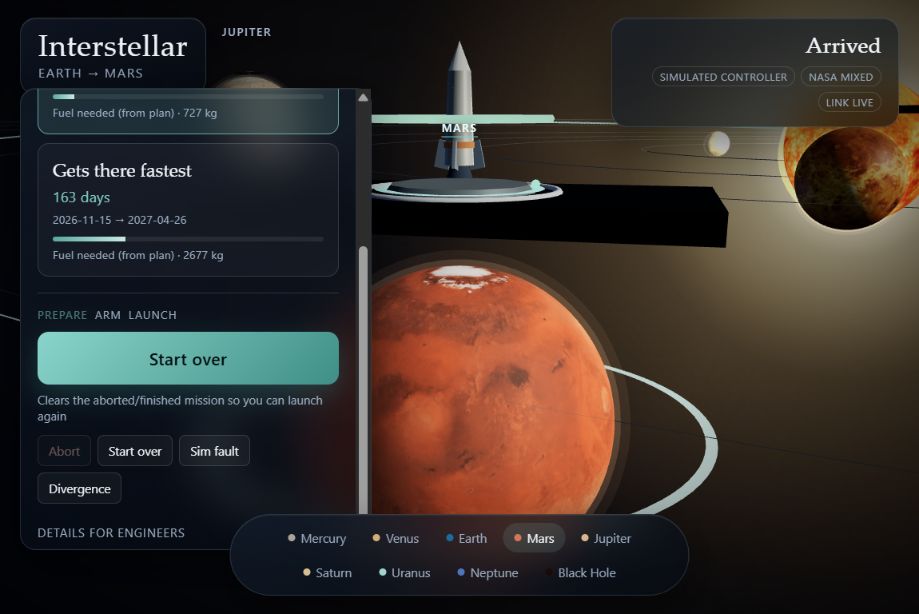 Interstellar
EARTH → MARS
JUPITER
Arrived
SIMULATED CONTROLLER
NASA MIXED
LINK LIVE
MARS
Fuel needed (from plan) · 727 kg
Gets there fastest
163 days
2026-11-15 → 2027-04-26
Fuel needed (from plan) · 2677 kg
PREPARE ARM LAUNCH
Start over
Clears the aborted/finished mission so you can launch
again
Abort
Start over
Sim fault
Divergence
DETAILS FOR ENGINEERS
Mercury
Venus
Earth
Mars
Jupiter
Saturn
Uranus
Neptune
Black Hole